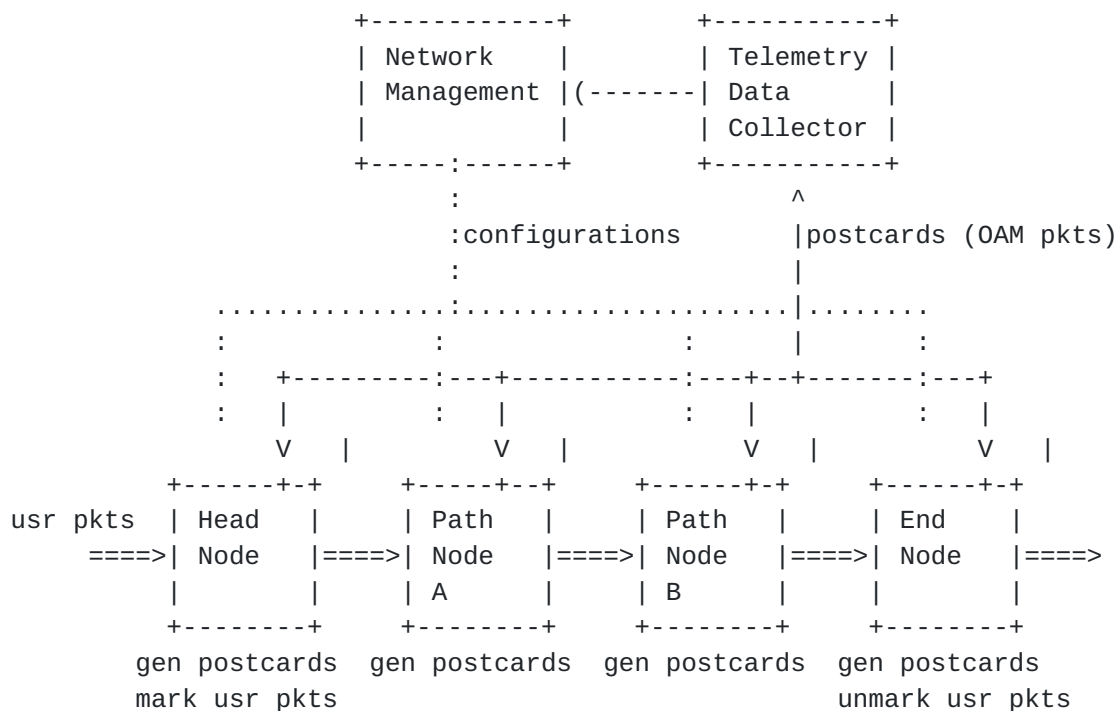 Network Telemetry
Management Data
Collector
configurations postcards (OAM pkts)
usr pkts Head Path Path End
Node Node Node Node
A B
gen postcards gen postcards gen postcards gen postcards
mark usr pkts unmark usr pkts